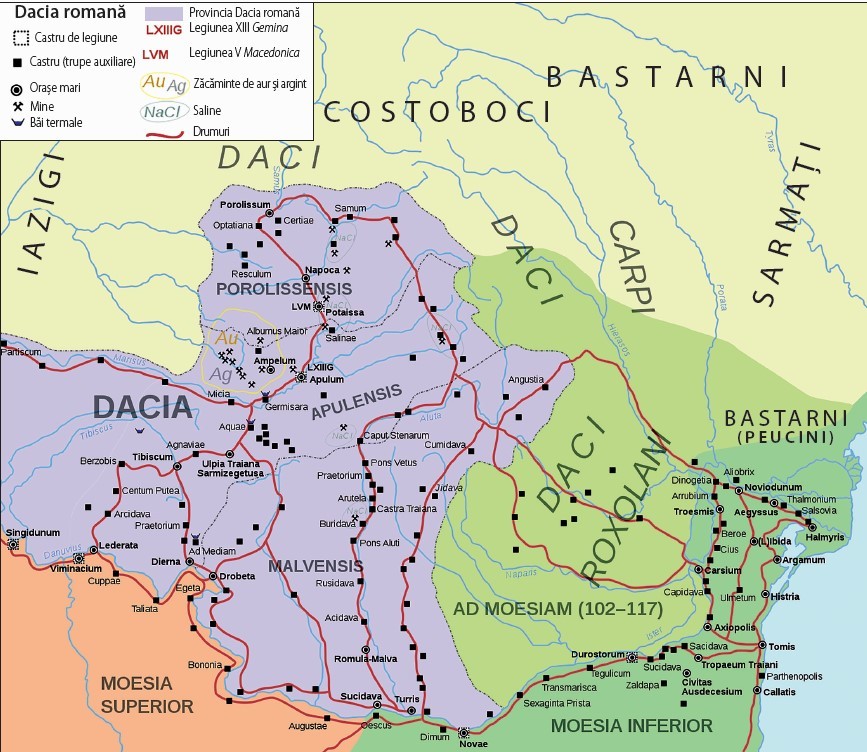 Dacia romană
Castru de legiune
Castru (trupe auxiliare)
Orașe mari
Mine
Băi termale
Provincia Dacia romană
LXIIIG Legiunea XIII Gemina
LVM Legiunea V Macedonica
Au Ag Zăcăminte de aur și argint
NaCl Saline
Drumuri
BASTARNI
COSTOBOCI
DACI
IAZIGI
SARMAȚI
CARPI
DACI
Tyras
Porata
Hierasus
Samus
Porolissum
Samum
Optatiana
Certiae
NaCl
Resculum
Napoca
POROLISSENSIS
LVM
NaCl
Potaissa
Albumus Maior
Salinae
NaCl
Au
Ag
Ampelum
LXIIIG
Apulum
Partiscum
Marisus
Micia
Germisara
DACIA
APULENSIS
Angustia
Aquae
NaCl
Aluta
Caput Stenarum
Cumidava
Tibiscus
Agnaviae
Berzobis
Tibiscum
Ulpia Traiana
Sarmizegetusa
Pons Vetus
Praetorium
Centum Putea
Arutela
Jidava
Castra Traiana
Arcidava
Praetorium
NaCl
Buridava
Pons Aluti
Singidunum
Danuvius
Lederata
Ad Mediam
Viminacium
Dierna
Drobeta
Cuppae
Egeta
Taliata
MALVENSIS
Rusidava
Acidava
Romula-Malva
Bononia
MOESIA
SUPERIOR
Sucidava
Turris
Augustae
Oescus
Dimum
Novae
DACI
ROXOLANI
Naparis
AD MOESIAM (102–117)
BASTARNI
(PEUCINI)
Aliobrix
Dinogetia
Noviodunum
Arrubium
Thalmonium
Troesmis
Aegyssus
Salsovia
Halmyris
Beroe
(L)Ibida
Cius
Argamum
Carsium
Capidava
Ulmetum
Histria
Axiopolis
Ister
Durostorum
Sacidava
Tomis
Tegulicum
Sucidava
Tropaeum Traiani
Transmarisca
Zaldapa
Civitas
Ausdecesium
Parthenopolis
Sexaginta Prista
Callatis
MOESIA INFERIOR